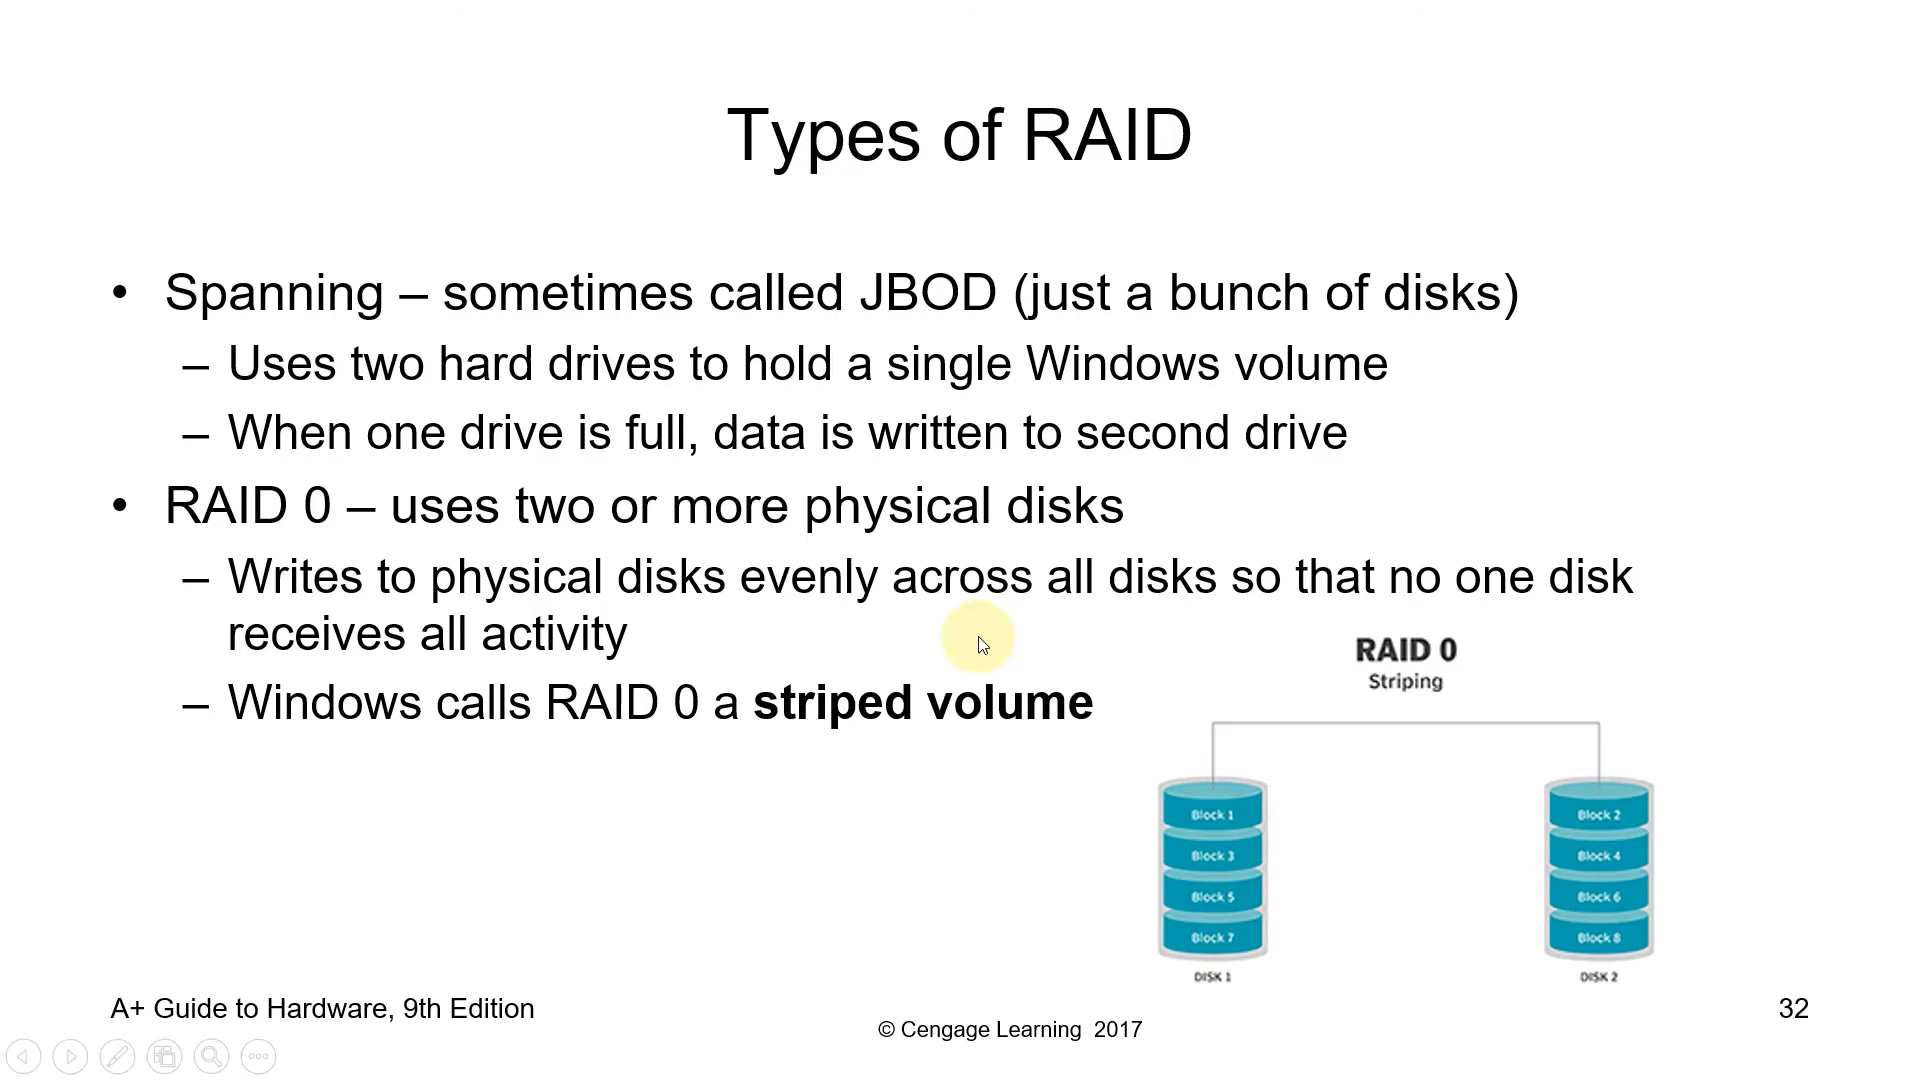 Types of RAID
• Spanning – sometimes called JBOD (just a bunch of disks)
– Uses two hard drives to hold a single Windows volume
– When one drive is full, data is written to second drive
• RAID 0 – uses two or more physical disks
– Writes to physical disks evenly across all disks so that no one disk
receives all activity
– Windows calls RAID 0 a striped volume
RAID 0
Striping
Block 1
Block 3
Block 5
Block 7
DISK 1
Block 2
Block 4
Block 6
Block 8
DISK 2
A+ Guide to Hardware, 9th Edition
© Cengage Learning 2017
32